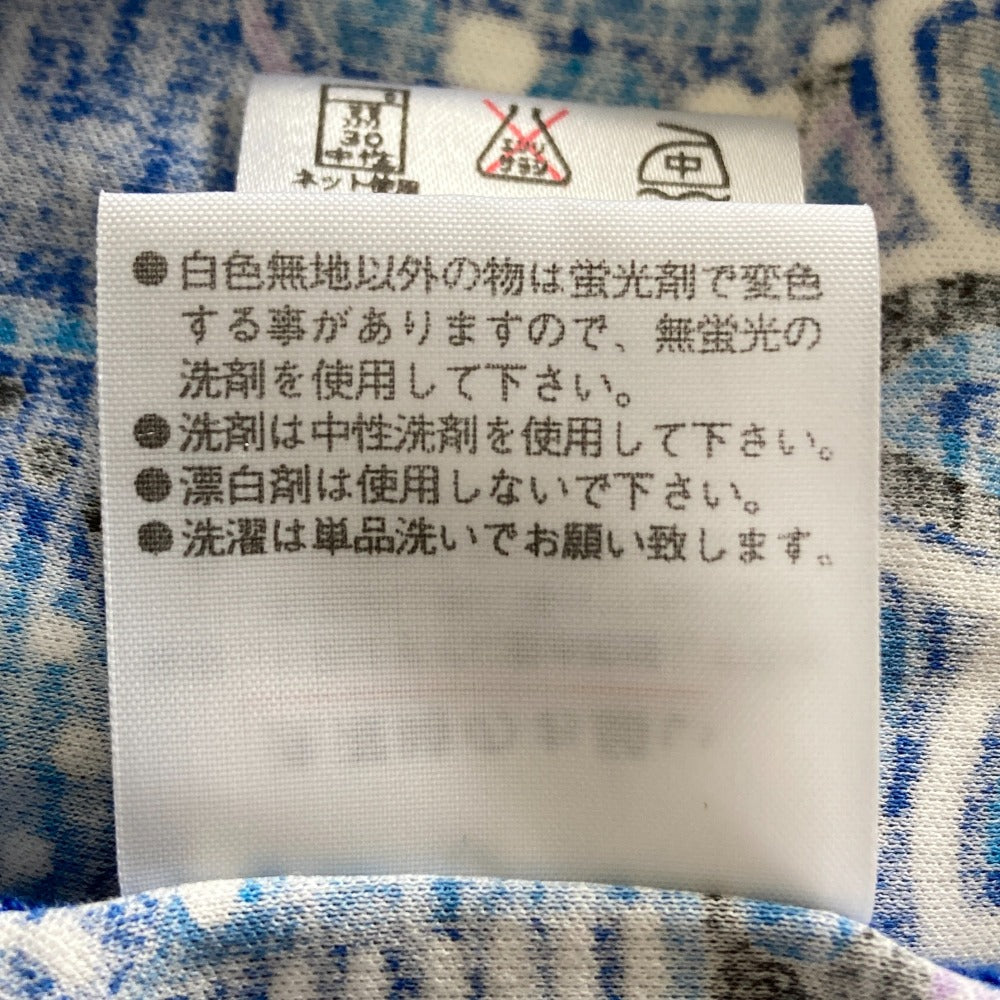 弱
30
中性
ネット使用
エンソ
サラシ
中
●白色無地以外の物は蛍光剤で変色
する事がありますので、無蛍光の
洗剤を使用して下さい。
●洗剤は中性洗剤を使用して下さい。
●漂白剤は使用しないで下さい。
●洗濯は単品洗いでお願い致します。